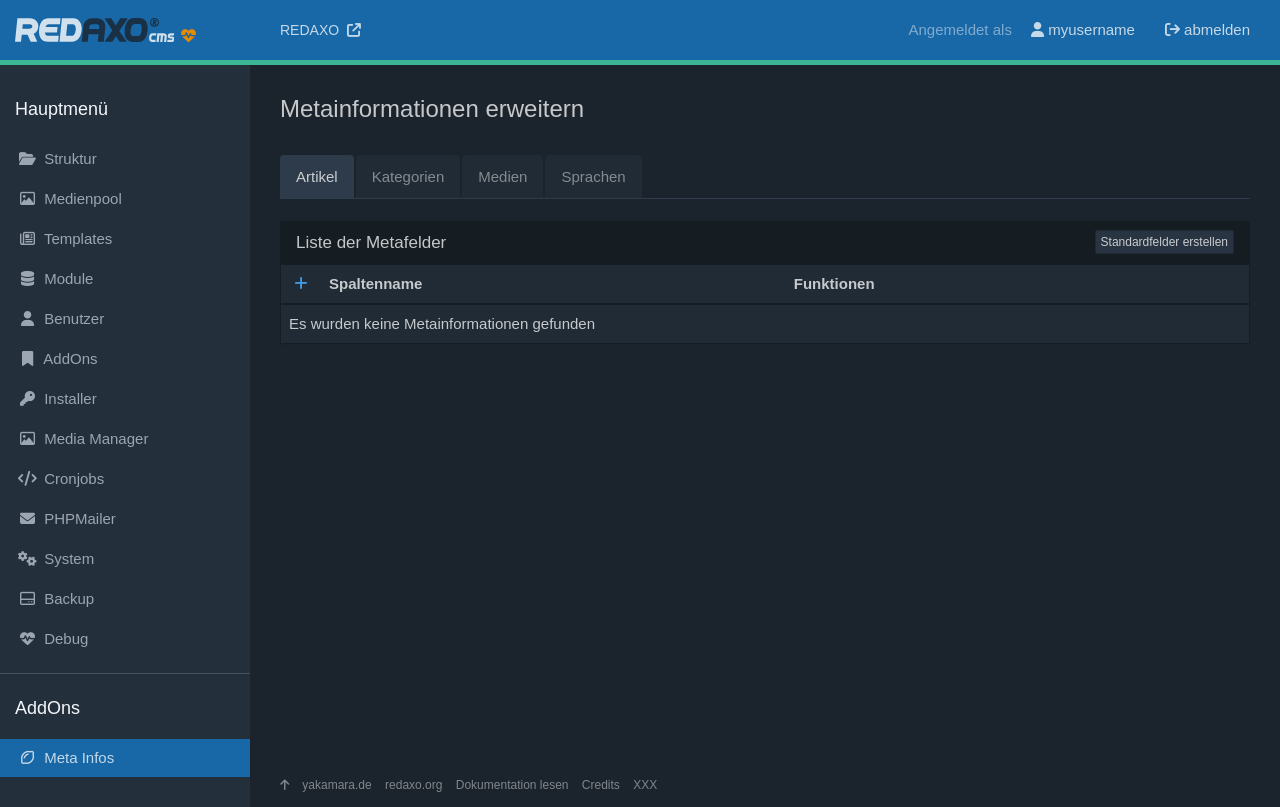 REDAXO® cms
REDAXO
Angemeldet als myusername abmelden
Hauptmenü
Struktur
Medienpool
Templates
Module
Benutzer
AddOns
Installer
Media Manager
Cronjobs
PHPMailer
System
Backup
Debug
AddOns
Meta Infos
Metainformationen erweitern
Artikel Kategorien Medien Sprachen
Liste der Metafelder Standardfelder erstellen
Spaltenname Funktionen
Es wurden keine Metainformationen gefunden
yakamara.de redaxo.org Dokumentation lesen Credits XXX